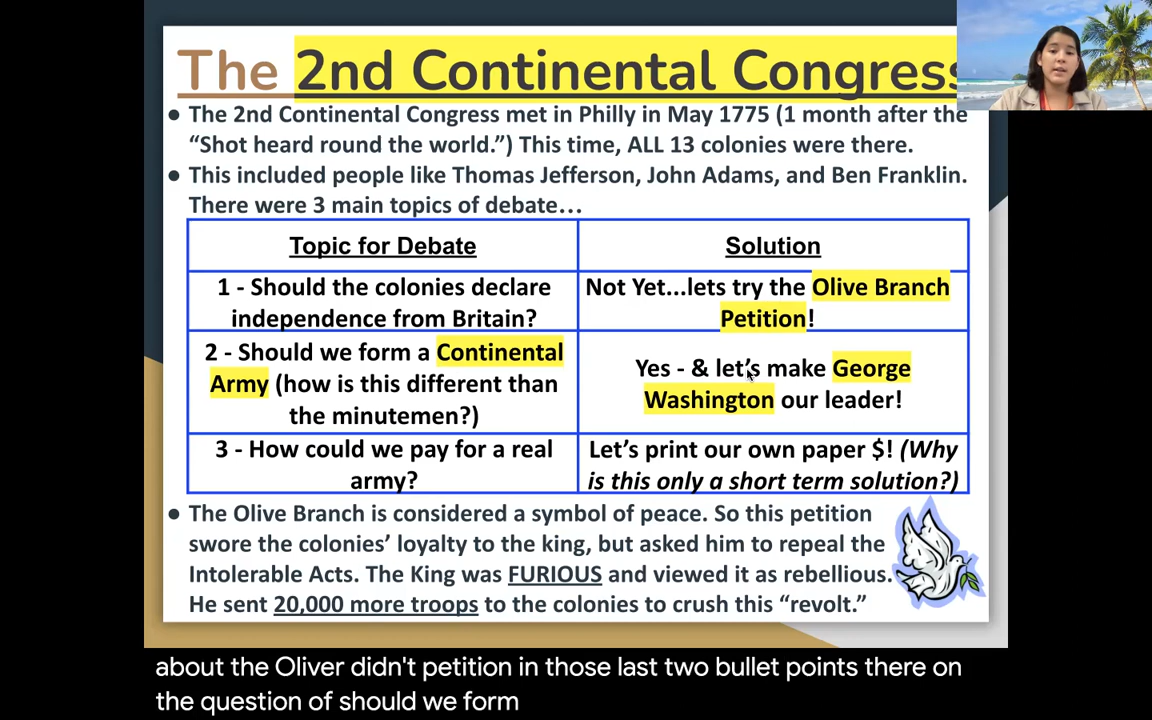 The 2nd Continental Congress
● The 2nd Continental Congress met in Philly in May 1775 (1 month after the
“Shot heard round the world.”) This time, ALL 13 colonies were there.
● This included people like Thomas Jefferson, John Adams, and Ben Franklin.
There were 3 main topics of debate...
Topic for Debate
Solution
1 - Should the colonies declare
independence from Britain?
Not Yet...lets try the Olive Branch
Petition!
2 - Should we form a Continental
Army (how is this different than
the minutemen?)
Yes - & let’s make George
Washington our leader!
3 - How could we pay for a real
army?
Let’s print our own paper $! (Why
is this only a short term solution?)
● The Olive Branch is considered a symbol of peace. So this petition
swore the colonies’ loyalty to the king, but asked him to repeal the
Intolerable Acts. The King was FURIOUS and viewed it as rebellious.
He sent 20,000 more troops to the colonies to crush this “revolt.”
about the Oliver didn't petition in those last two bullet points there on
the question of should we form